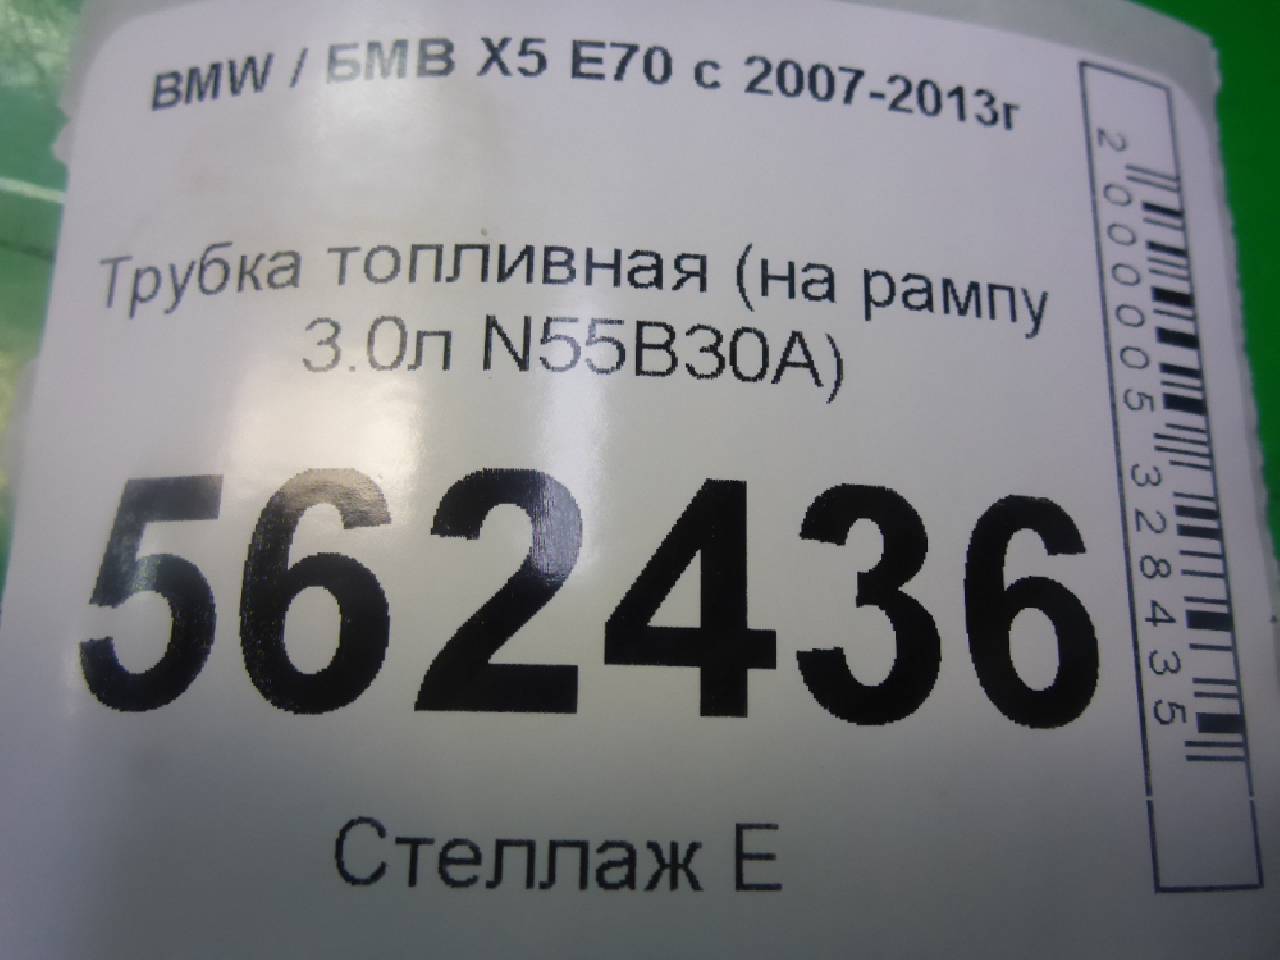 BMW / БМВ X5 E70 с 2007-2013г
Трубка топливная (на рампу
3.0л N55B30A)
562436
Стеллаж Е
2000005328435